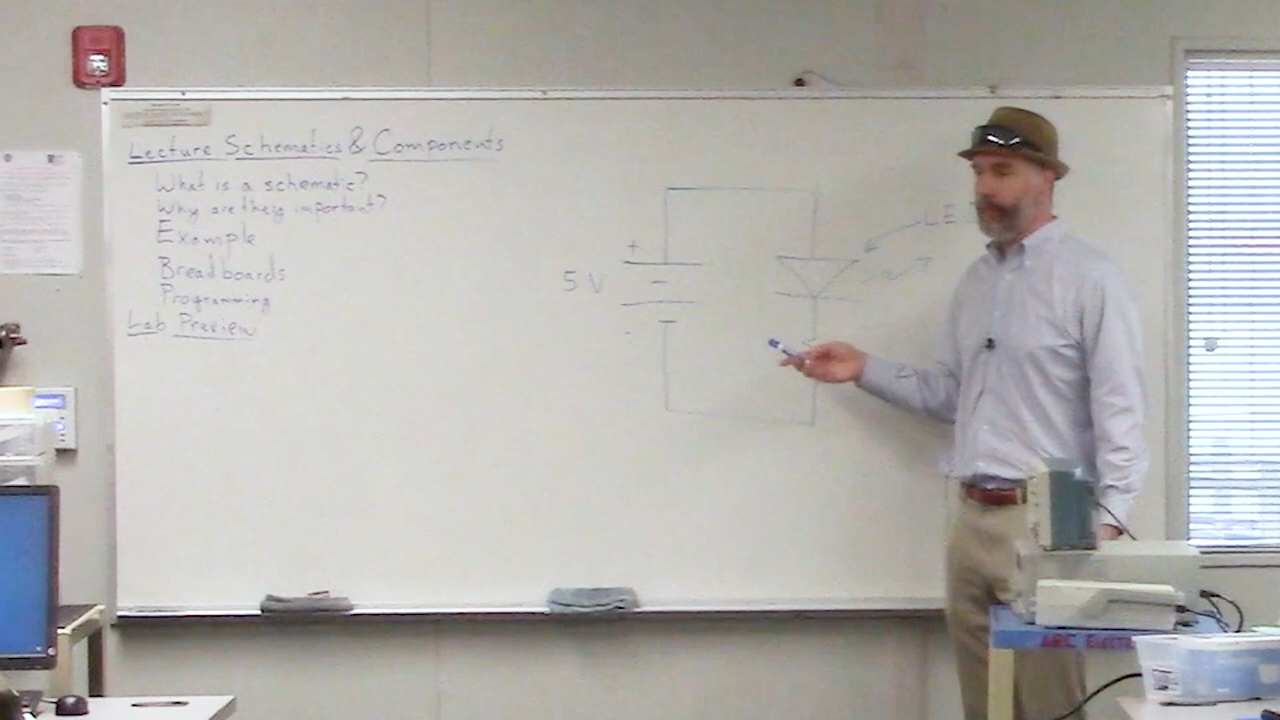 Lecture Schematics & Components
What is a schematic?
Why are they important?
Example
Breadboards
Programming
Lab Preview
+
5 V
-
LE